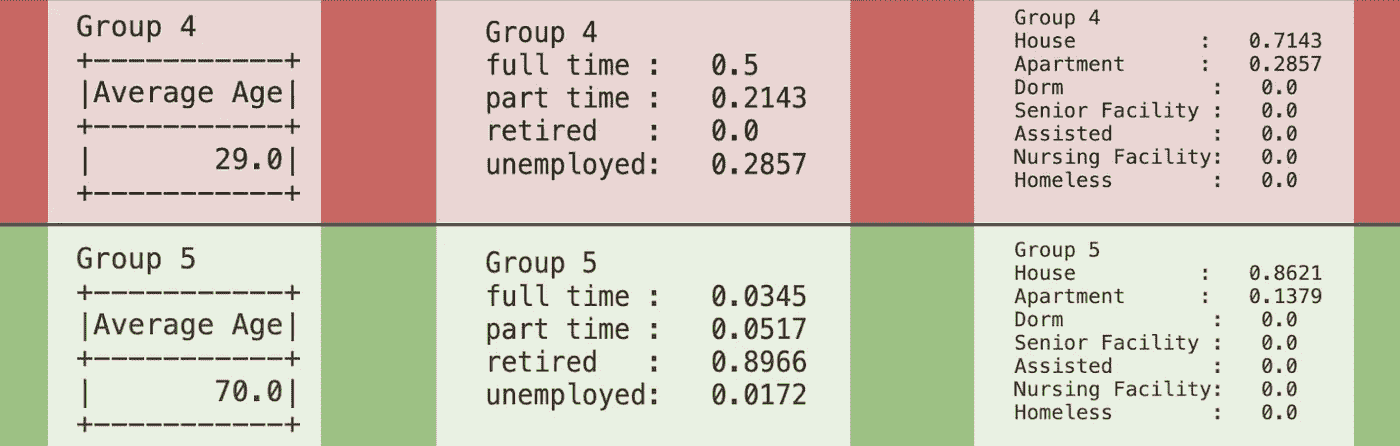 Group 4
+-----------+
|Average Age|
+-----------+
|       29.0|
+-----------+
Group 4
full time :   0.5
part time :   0.2143
retired   :   0.0
unemployed:   0.2857
Group 4
House            :   0.7143
Apartment        :   0.2857
Dorm              :   0.0
Senior Facility :   0.0
Assisted          :   0.0
Nursing Facility:   0.0
Homeless          :   0.0
Group 5
+-----------+
|Average Age|
+-----------+
|       70.0|
+-----------+
Group 5
full time :   0.0345
part time :   0.0517
retired   :   0.8966
unemployed:   0.0172
Group 5
House            :   0.8621
Apartment        :   0.1379
Dorm              :   0.0
Senior Facility :   0.0
Assisted          :   0.0
Nursing Facility:   0.0
Homeless          :   0.0